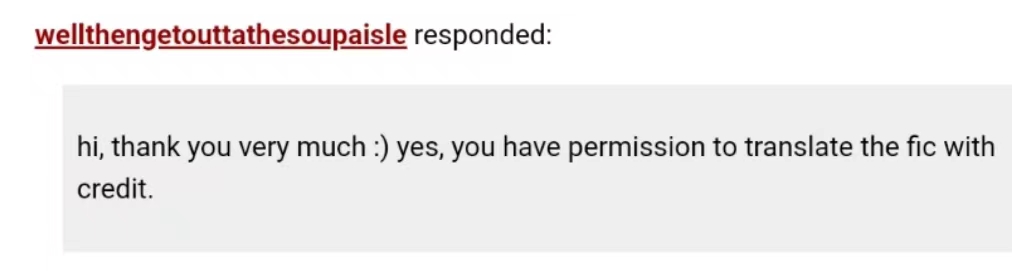 wellthengetouttathesoupaisle responded:
hi, thank you very much :) yes, you have permission to translate the fic with
credit.